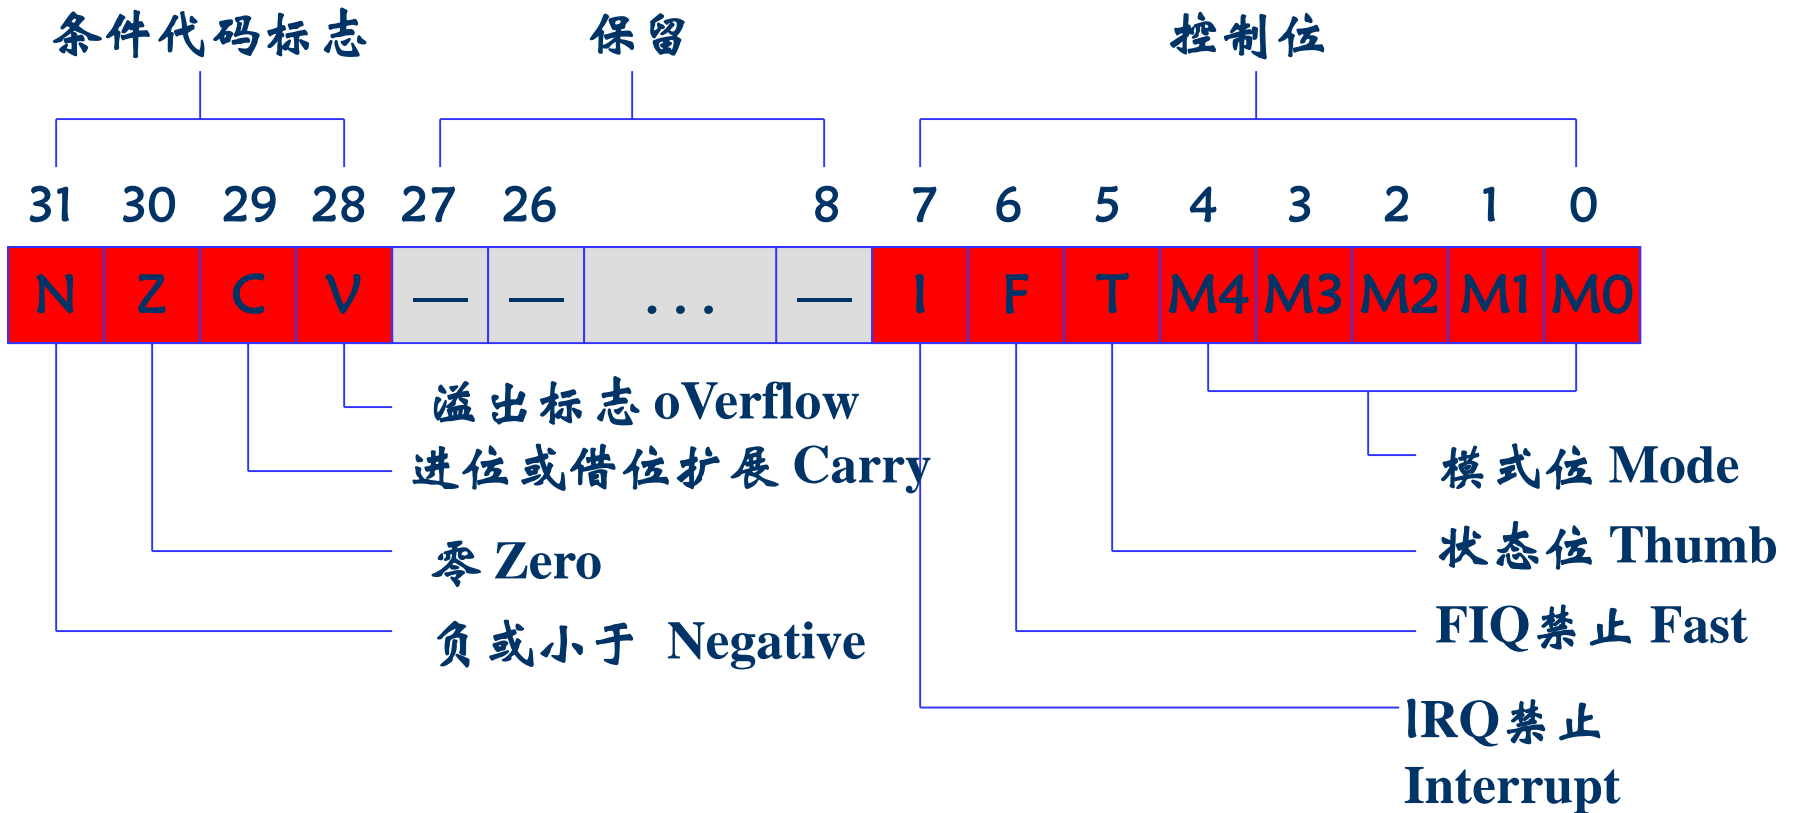 条件代码标志 保留 控制位
31 30 29 28 27 26 8 7 6 5 4 3 2 1 0
N Z C V — — ... — I F T M4 M3 M2 M1 M0
溢出标志 oVerflow
进位或借位扩展 Carry
模式位 Mode
零 Zero
状态位 Thumb
负或小于 Negative
FIQ禁止 Fast
IRQ禁止
Interrupt